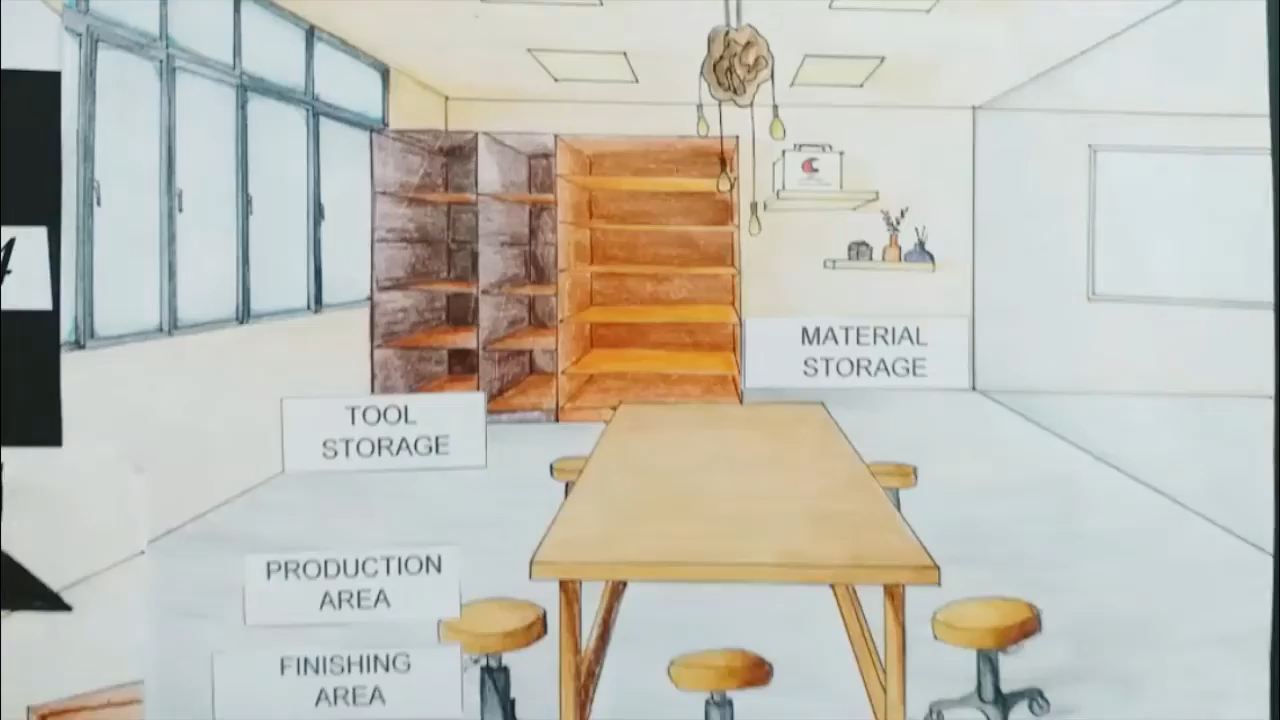 MATERIAL
STORAGE
TOOL
STORAGE
PRODUCTION
AREA
FINISHING
AREA